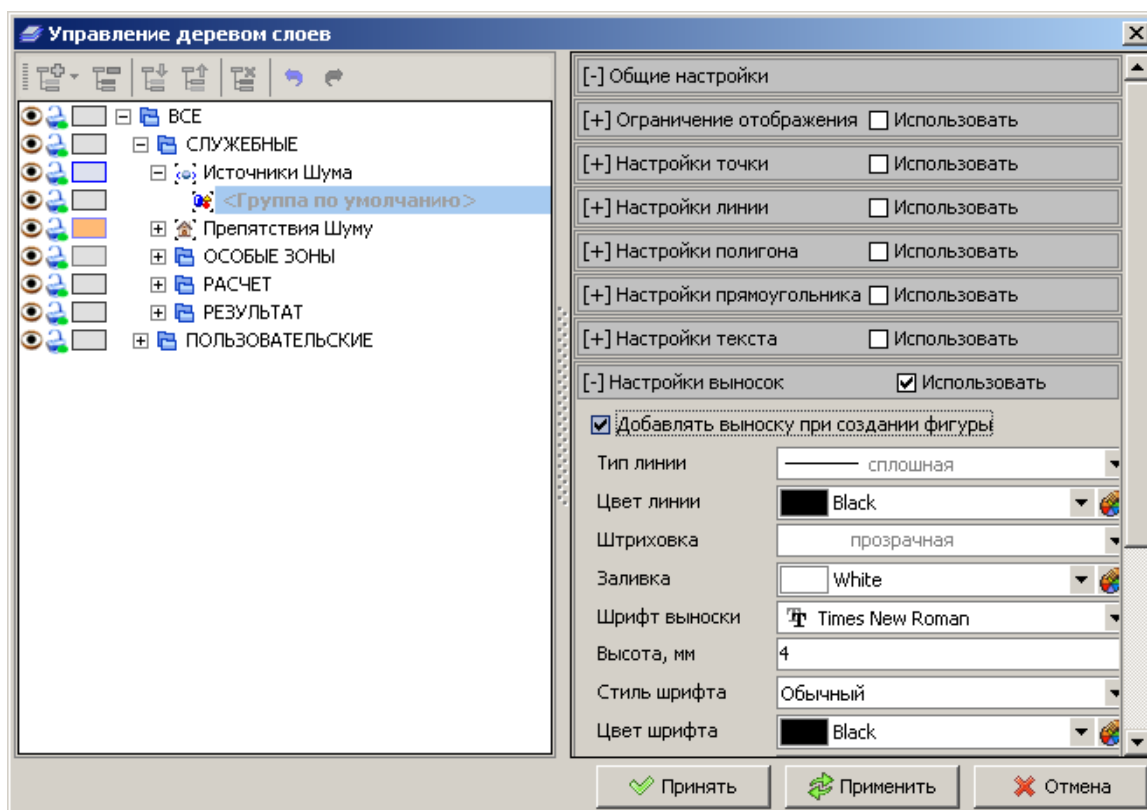 Управление деревом слоев
ВСЕ
СЛУЖЕБНЫЕ
Источники Шума
<Группа по умолчанию>
Препятствия Шуму
ОСОБЫЕ ЗОНЫ
РАСЧЕТ
РЕЗУЛЬТАТ
ПОЛЬЗОВАТЕЛЬСКИЕ
[-] Общие настройки
[+] Ограничение отображения Использовать
[+] Настройки точки Использовать
[+] Настройки линии Использовать
[+] Настройки полигона Использовать
[+] Настройки прямоугольника Использовать
[+] Настройки текста Использовать
[-] Настройки выносок Использовать
Добавлять выноску при создании фигуры
Тип линии сплошная
Цвет линии Black
Штриховка прозрачная
Заливка White
Шрифт выноски Times New Roman
Высота, мм 4
Стиль шрифта Обычный
Цвет шрифта Black
Принять Применить Отмена